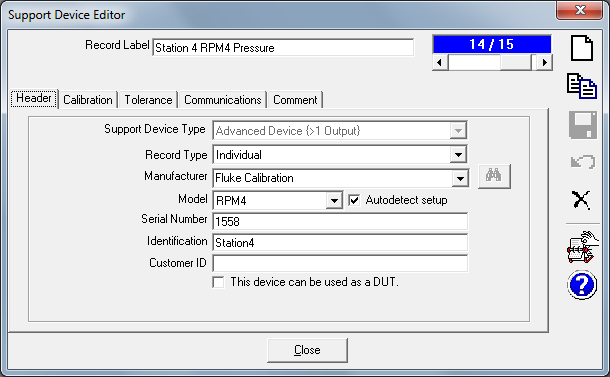 Support Device Editor
Record Label Station 4 RPM4 Pressure
14 / 15
Header Calibration Tolerance Communications Comment
Support Device Type Advanced Device {>1 Output}
Record Type Individual
Manufacturer Fluke Calibration
Model RPM4 Autodetect setup
Serial Number 1558
Identification Station4
Customer ID
This device can be used as a DUT.
Close